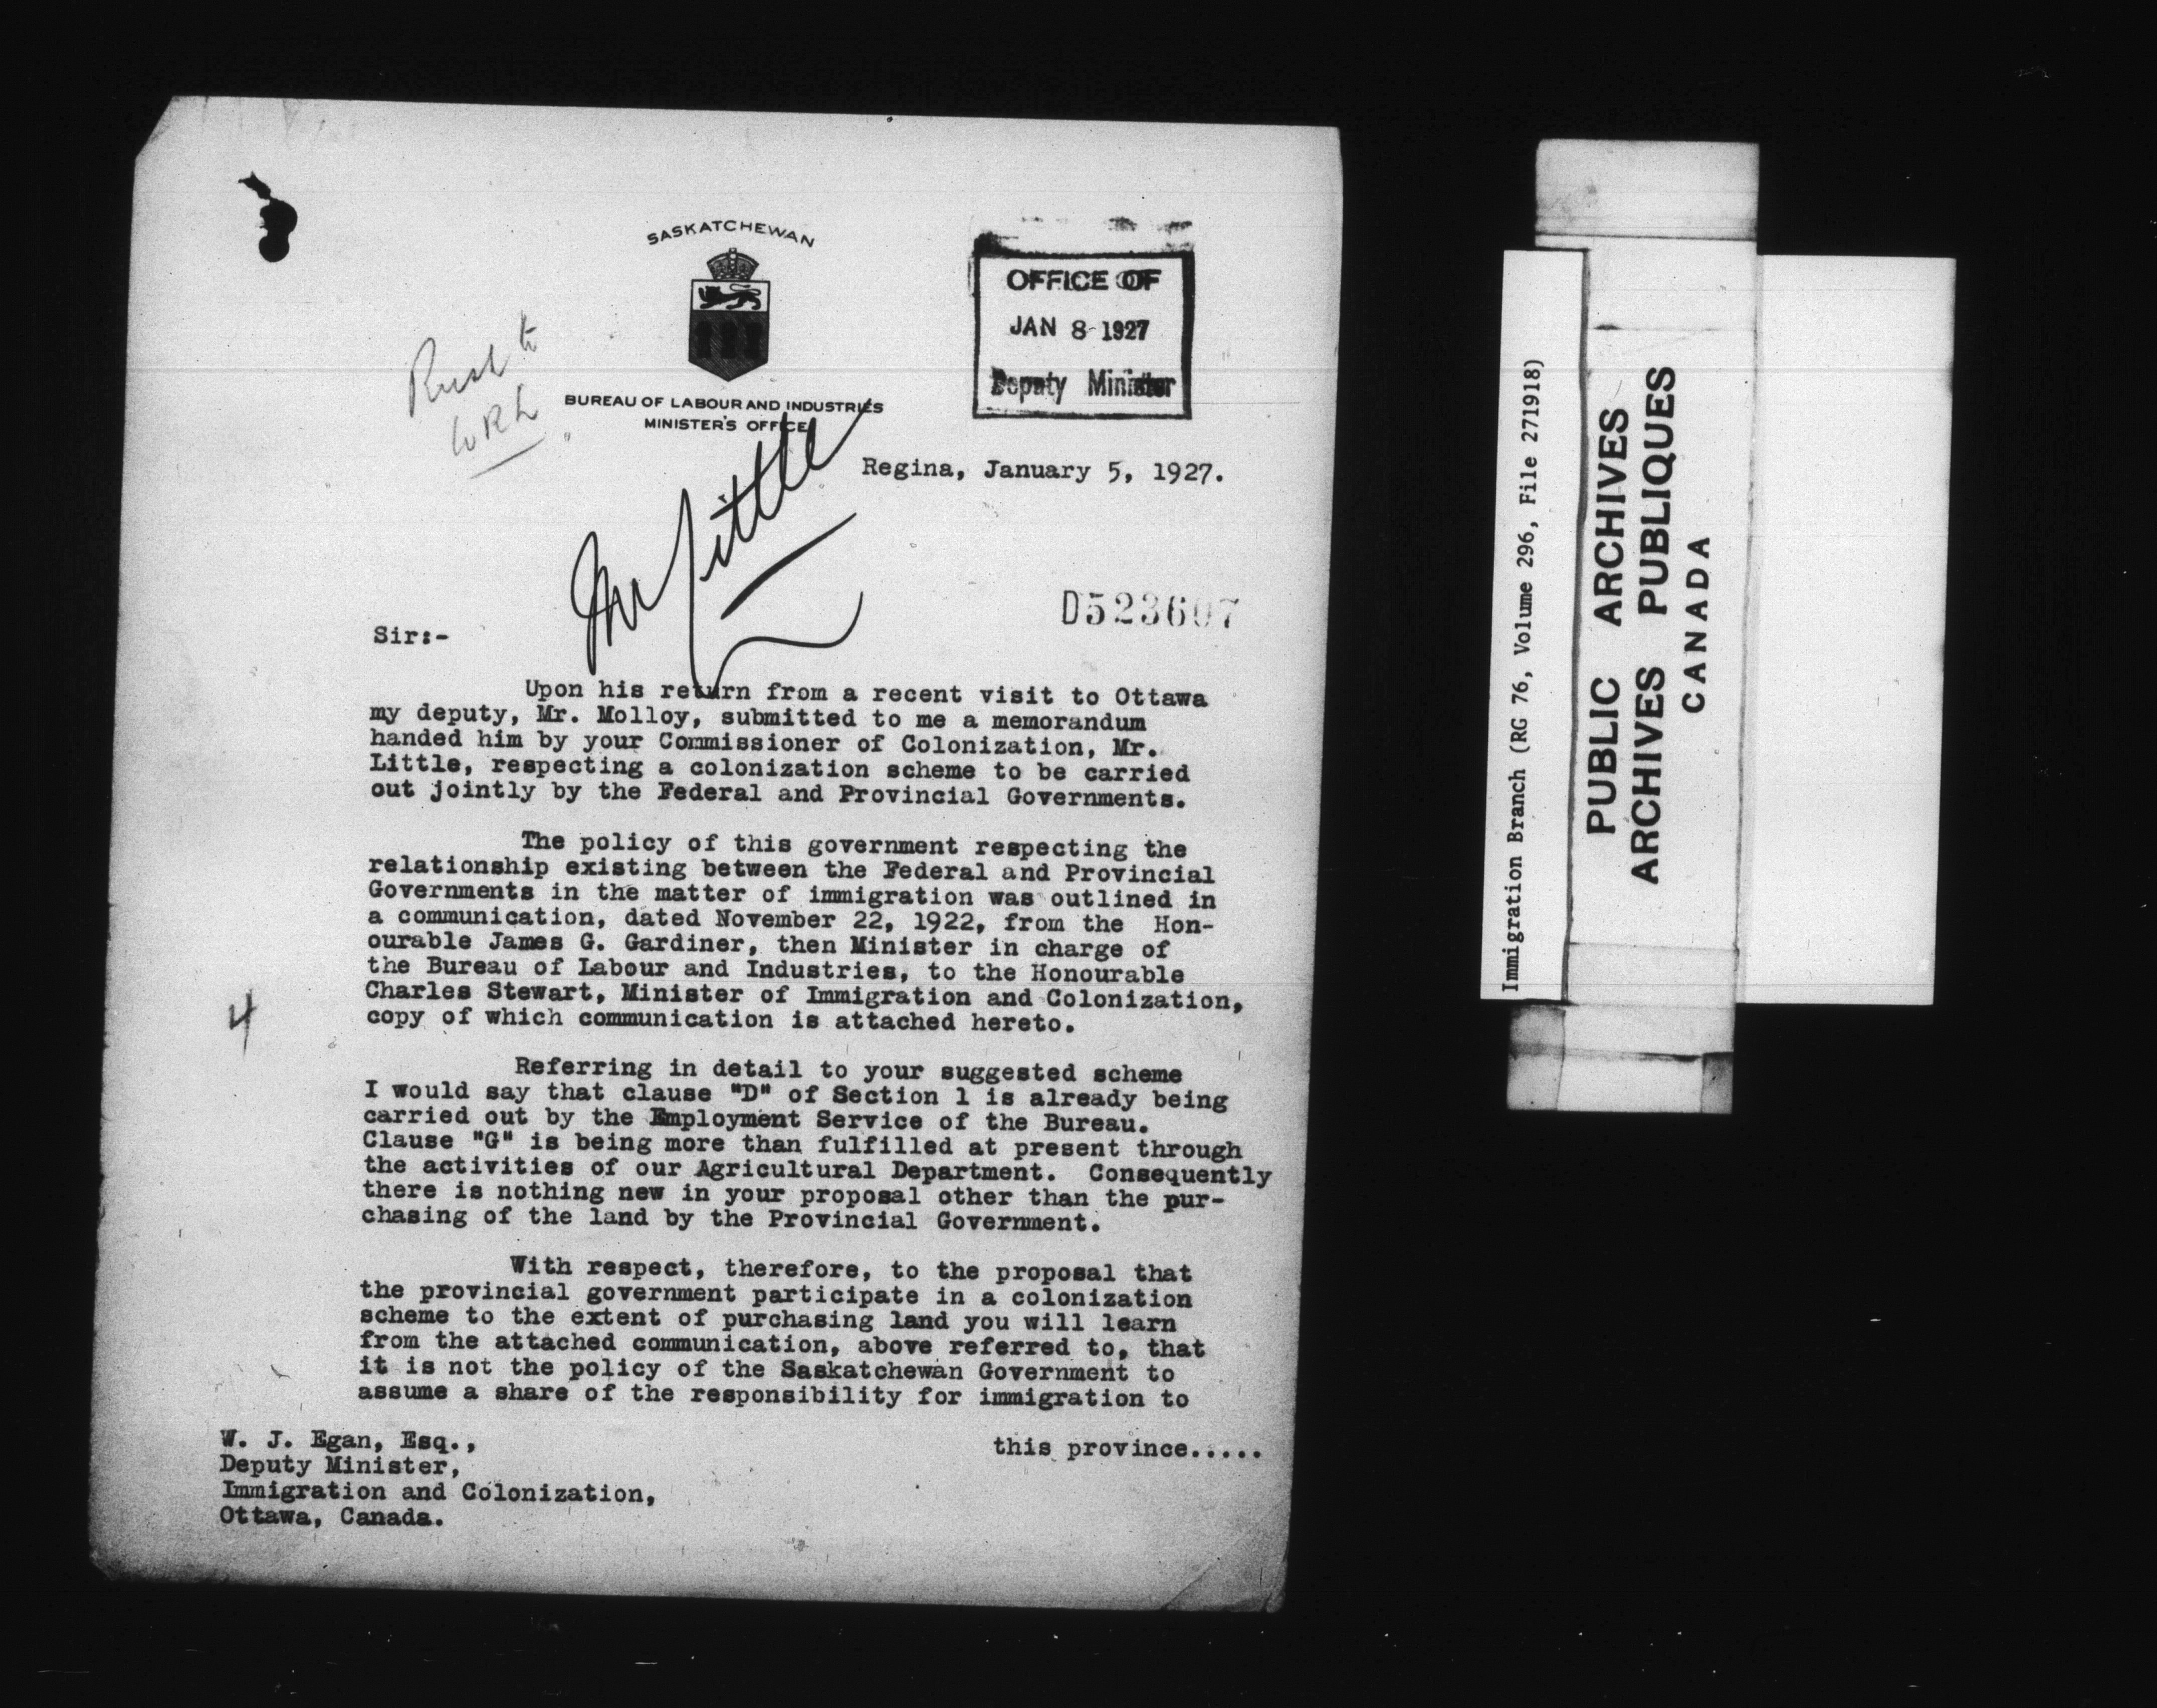 SASKATCHEWAN
BUREAU OF LABOUR AND INDUSTRIES
MINISTER'S OFFICE
OFFICE OF
JAN 8 1927
Deputy Minister
Mr Little
Regina, January 5, 1927.
D523607
Sir:-
Upon his return from a recent visit to Ottawa
my deputy, Mr. Molloy, submitted to me a memorandum
handed him by your Commissioner of Colonization, Mr.
Little, respecting a colonization scheme to be carried
out jointly by the Federal and Provincial Governments.
The policy of this government respecting the
relationship existing between the Federal and Provincial
Governments in the matter of immigration was outlined in
a communication, dated November 22, 1922, from the Hon-
ourable James G. Gardiner, then Minister in charge of
the Bureau of Labour and Industries, to the Honourable
Charles Stewart, Minister of Immigration and Colonization,
copy of which communication is attached hereto.
4
Referring in detail to your suggested scheme
I would say that clause "D" of Section 1 is already being
carried out by the Employment Service of the Bureau.
Clause "G" is being more than fulfilled at present through
the activities of our Agricultural Department. Consequently
there is nothing new in your proposal other than the pur-
chasing of the land by the Provincial Government.
With respect, therefore, to the proposal that
the provincial government participate in a colonization
scheme to the extent of purchasing land you will learn
from the attached communication, above referred to, that
it is not the policy of the Saskatchewan Government to
assume a share of the responsibility for immigration to
this province.....
W. J. Egan, Esq.,
Deputy Minister,
Immigration and Colonization,
Ottawa, Canada.
Immigration Branch (RG 76, Volume 296, File 271918)
PUBLIC ARCHIVES
ARCHIVES PUBLIQUES
CANADA